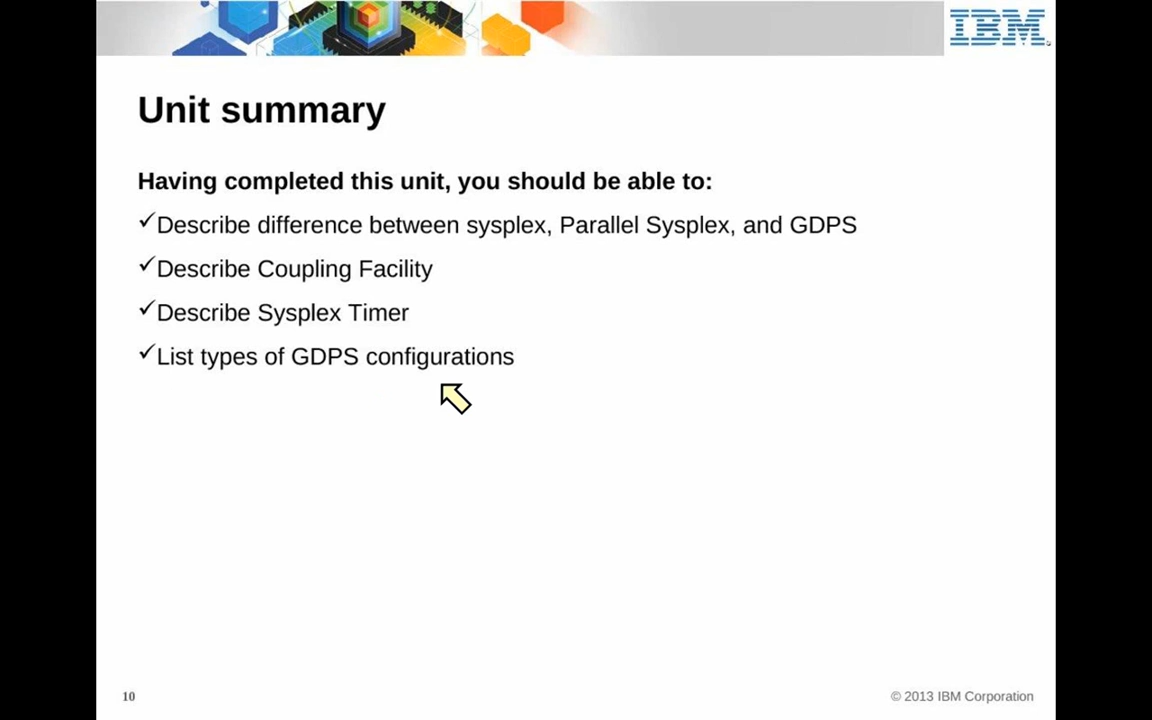 IBM.
Unit summary
Having completed this unit, you should be able to:
✓Describe difference between sysplex, Parallel Sysplex, and GDPS
✓Describe Coupling Facility
✓Describe Sysplex Timer
✓List types of GDPS configurations
10
© 2013 IBM Corporation